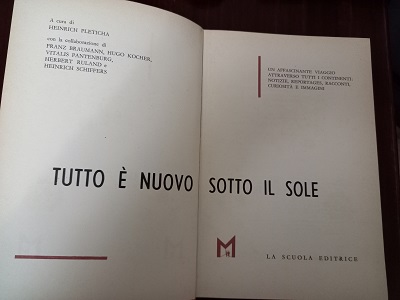 A cura di
HEINRICH PLETICHA
con la collaborazione di
FRANZ BRAUMANN, HUGO KOCHER,
VITALIS PANTENBURG,
HERBERT RULAND e
HEINRICH SCHIFFERS
UN AFFASCINANTE VIAGGIO
ATTRAVERSO TUTTI I CONTINENTI.
NOTIZIE, REPORTAGES, RACCONTI,
CURIOSITÀ E IMMAGINI
TUTTO È NUOVO SOTTO IL SOLE
M
LA SCUOLA EDITRICE